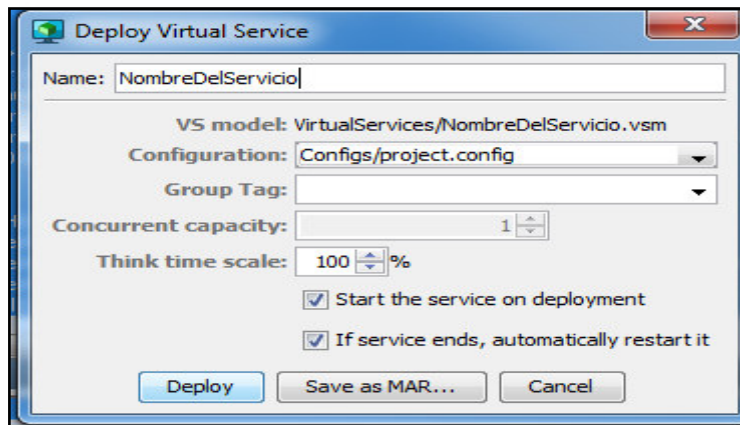 Deploy Virtual Service
Name: NombreDelServicio
VS model: VirtualServices/NombreDelServicio.vsm
Configuration: Configs/project.config
Group Tag:
Concurrent capacity: 1
Think time scale: 100 %
Start the service on deployment
If service ends, automatically restart it
Deploy Save as MAR... Cancel